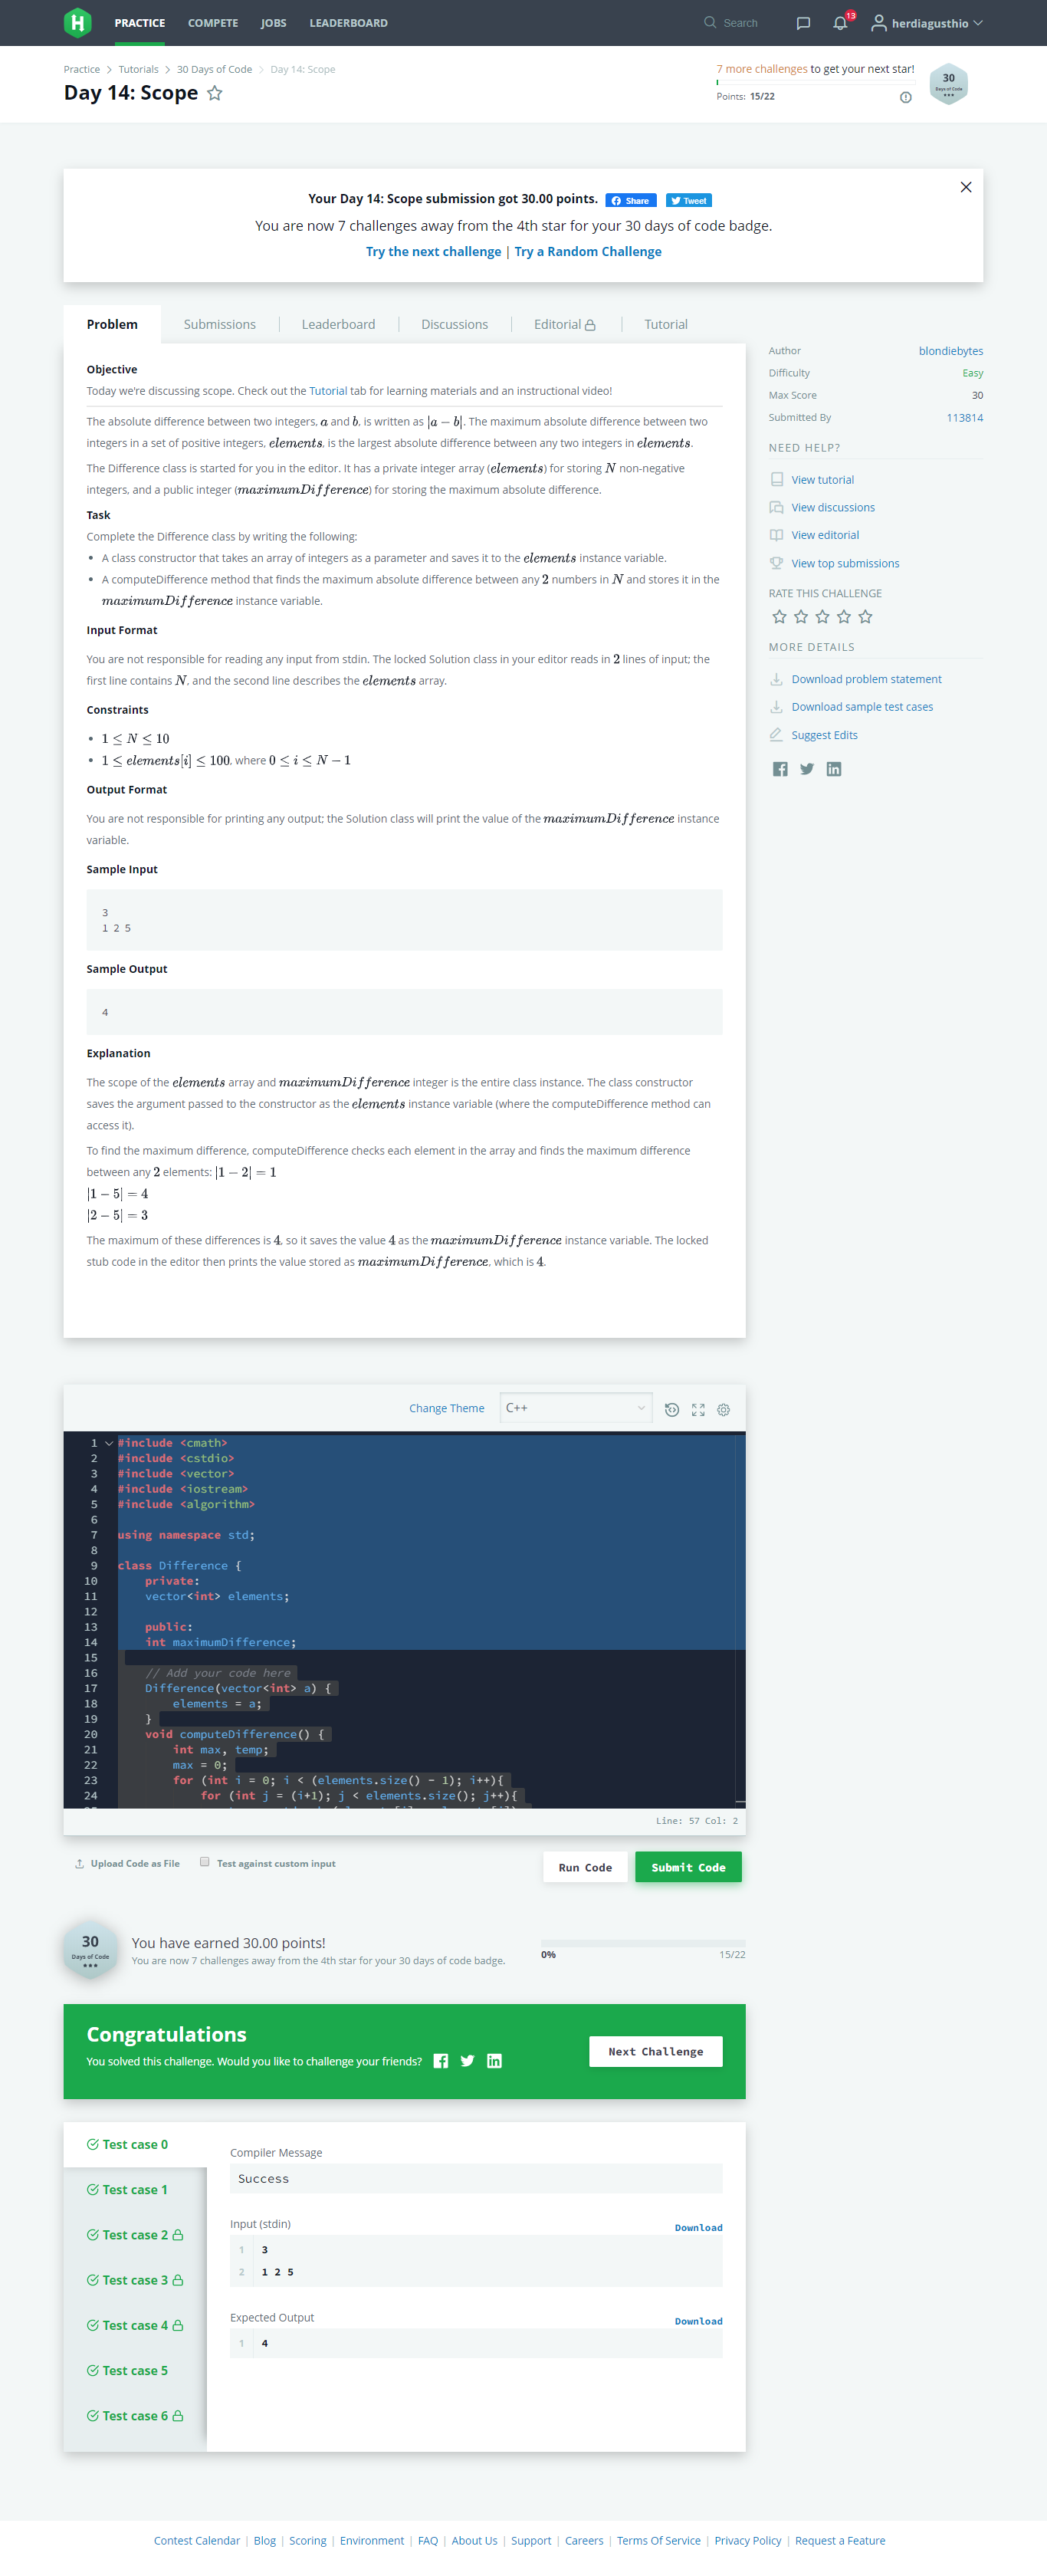 H PRACTICE COMPETE JOBS LEADERBOARD Search 13 herdiagusthio
Practice > Tutorials > 30 Days of Code > Day 14: Scope
Day 14: Scope
7 more challenges to get your next star!
Points: 15/22
30
Days of Code
Your Day 14: Scope submission got 30.00 points. Share Tweet
You are now 7 challenges away from the 4th star for your 30 days of code badge.
Try the next challenge | Try a Random Challenge
Problem Submissions Leaderboard Discussions Editorial Tutorial
Objective
Today we're discussing scope. Check out the Tutorial tab for learning materials and an instructional video!
The absolute difference between two integers, a and b, is written as |a − b|. The maximum absolute difference between two
integers in a set of positive integers, elements, is the largest absolute difference between any two integers in elements.
The Difference class is started for you in the editor. It has a private integer array (elements) for storing N non-negative
integers, and a public integer (maximumDifference) for storing the maximum absolute difference.
Task
Complete the Difference class by writing the following:
• A class constructor that takes an array of integers as a parameter and saves it to the elements instance variable.
• A computeDifference method that finds the maximum absolute difference between any 2 numbers in N and stores it in the
maximumDifference instance variable.
Input Format
You are not responsible for reading any input from stdin. The locked Solution class in your editor reads in 2 lines of input; the
first line contains N, and the second line describes the elements array.
Constraints
• 1 ≤ N ≤ 10
• 1 ≤ elements[i] ≤ 100, where 0 ≤ i ≤ N − 1
Output Format
You are not responsible for printing any output; the Solution class will print the value of the maximumDifference instance
variable.
Sample Input
3
1 2 5
Sample Output
4
Explanation
The scope of the elements array and maximumDifference integer is the entire class instance. The class constructor
saves the argument passed to the constructor as the elements instance variable (where the computeDifference method can
access it).
To find the maximum difference, computeDifference checks each element in the array and finds the maximum difference
between any 2 elements: |1 − 2| = 1
|1 − 5| = 4
|2 − 5| = 3
The maximum of these differences is 4, so it saves the value 4 as the maximumDifference instance variable. The locked
stub code in the editor then prints the value stored as maximumDifference, which is 4.
Author blondiebytes
Difficulty Easy
Max Score 30
Submitted By 113814
NEED HELP?
View tutorial
View discussions
View editorial
View top submissions
RATE THIS CHALLENGE
MORE DETAILS
Download problem statement
Download sample test cases
Suggest Edits
Change Theme C++
1 #include <cmath>
2 #include <cstdio>
3 #include <vector>
4 #include <iostream>
5 #include <algorithm>
6
7 using namespace std;
8
9 class Difference {
10 private:
11 vector<int> elements;
12
13 public:
14 int maximumDifference;
15
16 // Add your code here
17 Difference(vector<int> a) {
18 elements = a;
19 }
20 void computeDifference() {
21 int max, temp;
22 max = 0;
23 for (int i = 0; i < (elements.size() - 1); i++){
24 for (int j = (i+1); j < elements.size(); j++){
Line: 57 Col: 2
Upload Code as File Test against custom input Run Code Submit Code
30
Days of Code
You have earned 30.00 points!
You are now 7 challenges away from the 4th star for your 30 days of code badge.
0% 15/22
Congratulations
You solved this challenge. Would you like to challenge your friends?
Next Challenge
Test case 0
Test case 1
Test case 2
Test case 3
Test case 4
Test case 5
Test case 6
Compiler Message
Success
Input (stdin) Download
1 3
2 1 2 5
Expected Output Download
1 4
Contest Calendar | Blog | Scoring | Environment | FAQ | About Us | Support | Careers | Terms Of Service | Privacy Policy | Request a Feature